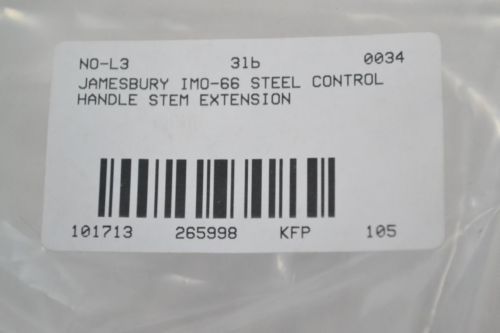 NO-L3 31b 0034
JAMESBURY IMO-66 STEEL CONTROL
HANDLE STEM EXTENSION
101713 265998 KFP 105